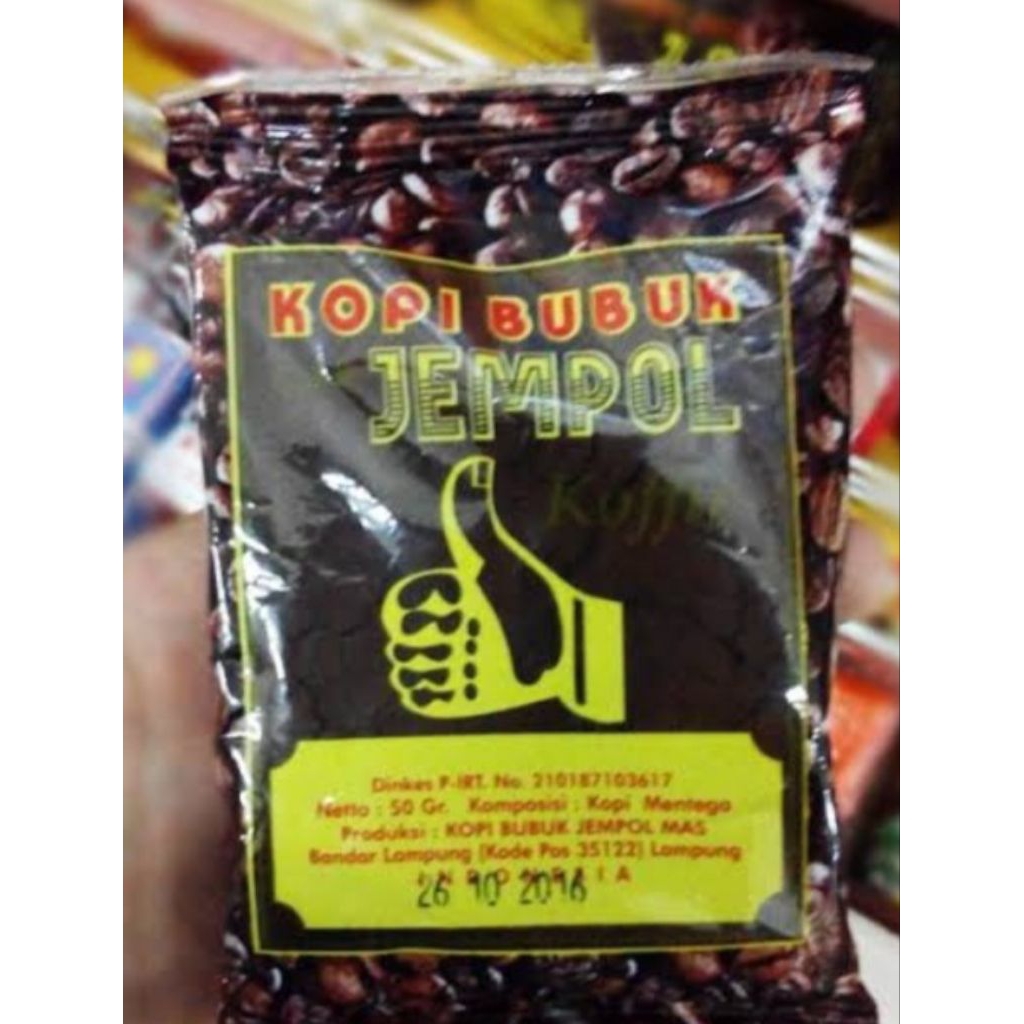 KOPI BUBUK
JEMPOL
Dinkes P-IRT. No. 210187103617
Netto : 50 Gr. Komposisi : Kopi Mentega
Produksi : KOPI BUBUK JEMPOL MAS
Bandar Lampung (Kode Pos 35122) Lampung
INDONESIA
26 10 2016